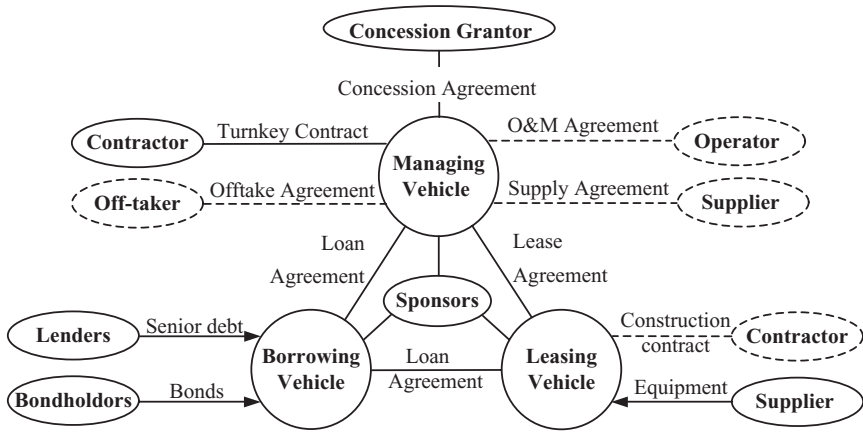 Concession Grantor
Concession Agreement
Contractor
Turnkey Contract
Managing
Vehicle
O&M Agreement
Operator
Off-taker
Offtake Agreement
Supply Agreement
Supplier
Loan
Agreement
Lease
Agreement
Sponsors
Lenders
Senior debt
Borrowing
Vehicle
Loan
Agreement
Leasing
Vehicle
Construction
contract
Contractor
Bondholdors
Bonds
Equipment
Supplier